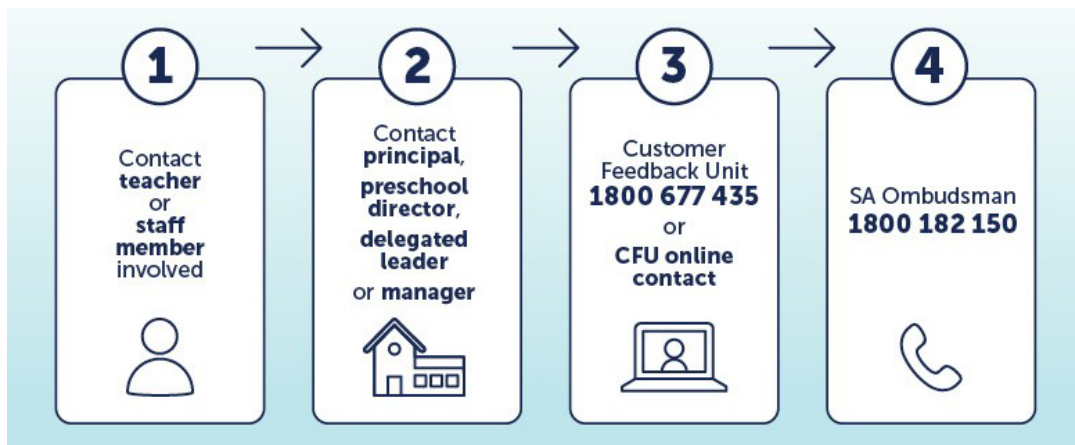 1
Contact
teacher
or
staff
member
involved
2
Contact
principal,
preschool
director,
delegated
leader
or manager
3
Customer
Feedback Unit
1800 677 435
or
CFU online
contact
4
SA Ombudsman
1800 182 150